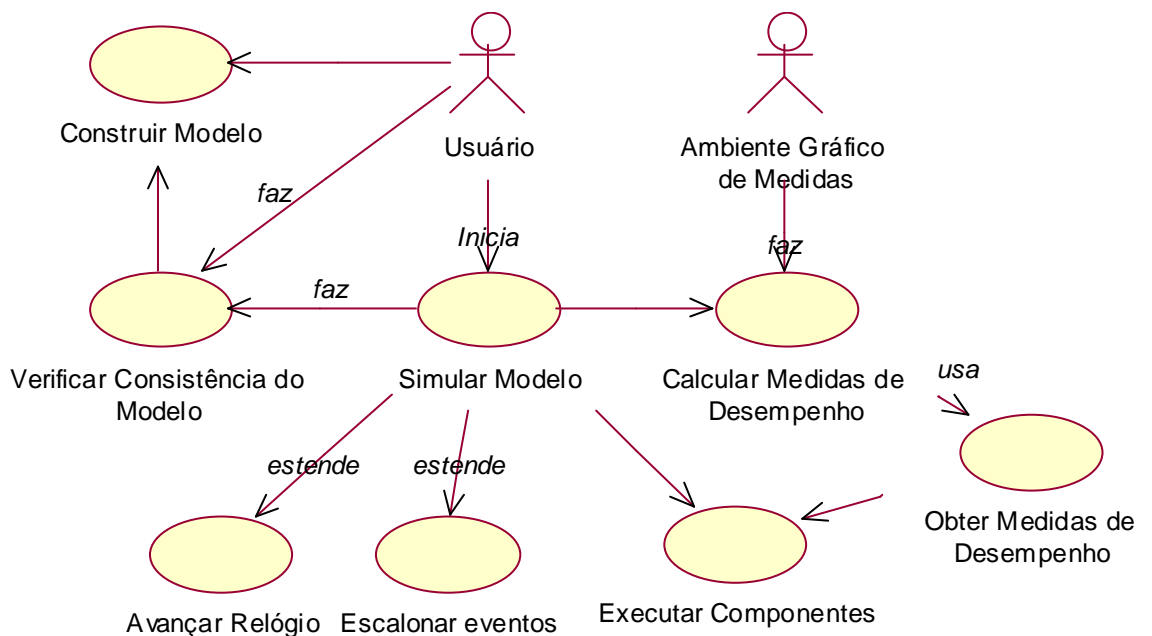 Construir Modelo
Usuário
Ambiente Gráfico
de Medidas
faz
Inicia
faz
faz
Verificar Consistência do
Modelo
Simular Modelo
Calcular Medidas de
Desempenho
usa
estende
estende
Obter Medidas de
Desempenho
Avançar Relógio
Escalonar eventos
Executar Componentes